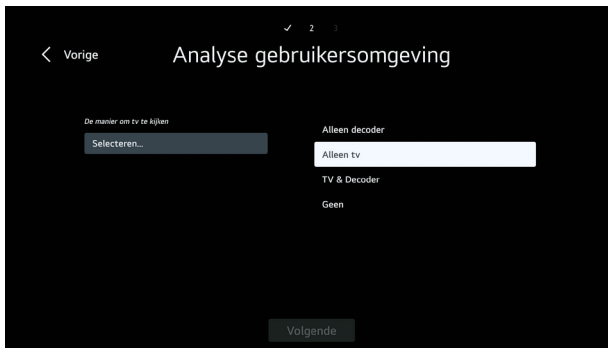 ✓ 2 3
Vorige
Analyse gebruikersomgeving
De manier om tv te kijken
Selecteren...
Alleen decoder
Alleen tv
TV & Decoder
Geen
Volgende